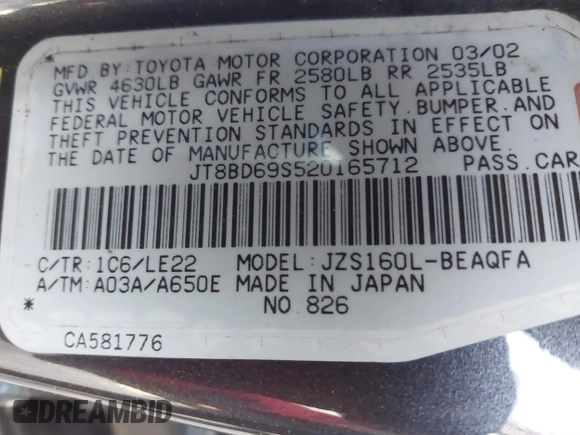 MFD. BY: TOYOTA MOTOR CORPORATION 03/02
GVWR 4630LB GAWR FR 2580LB RR 2535LB
THIS VEHICLE CONFORMS TO ALL APPLICABLE
FEDERAL MOTOR VEHICLE SAFETY, BUMPER, AND
THEFT PREVENTION STANDARDS IN EFFECT ON
THE DATE OF MANUFACTURE SHOWN ABOVE.
JT8BD69S520165712 PASS. CAR
C/TR: 1C6/LE22 MODEL: JZS160L-BEAQFA
A/TM: A03A/A650E MADE IN JAPAN
* NO. 826
CA581776
DREAMBID